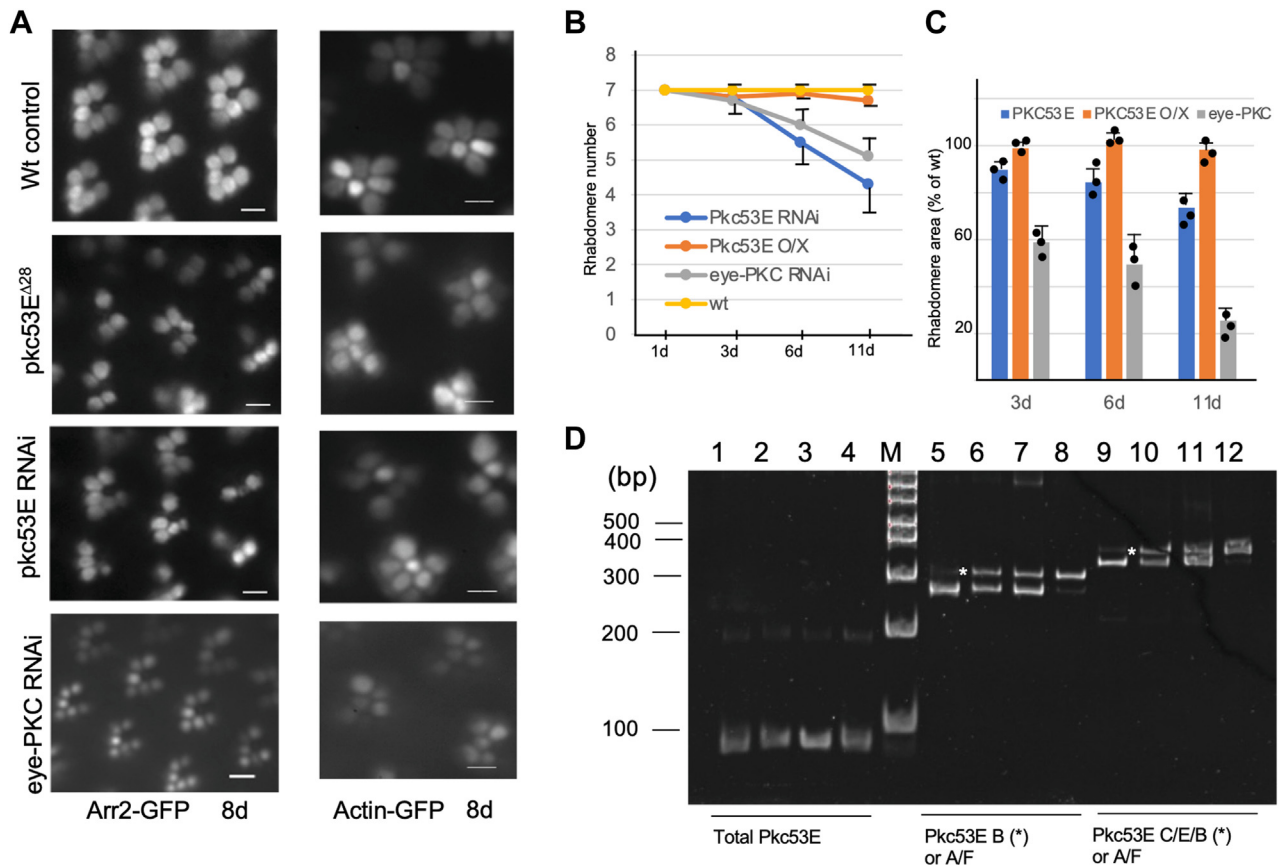 A
Wt control
pkc53EΔ28
pkc53E RNAi
eye-PKC RNAi
Arr2-GFP 8d
Actin-GFP 8d
B
Rhabdomere number
8
7
6
5
4
3
2
1
0
Pkc53E RNAi
Pkc53E O/X
eye-PKC RNAi
wt
1d 3d 6d 11d
C
PKC53E PKC53E O/X eye-PKC
Rhabdomere area (% of wt)
100
60
20
3d 6d 11d
D
1 2 3 4 M 5 6 7 8 9 10 11 12
(bp)
500
400
300
200
100
*
*
Total Pkc53E
Pkc53E B (*)
or A/F
Pkc53E C/E/B (*)
or A/F